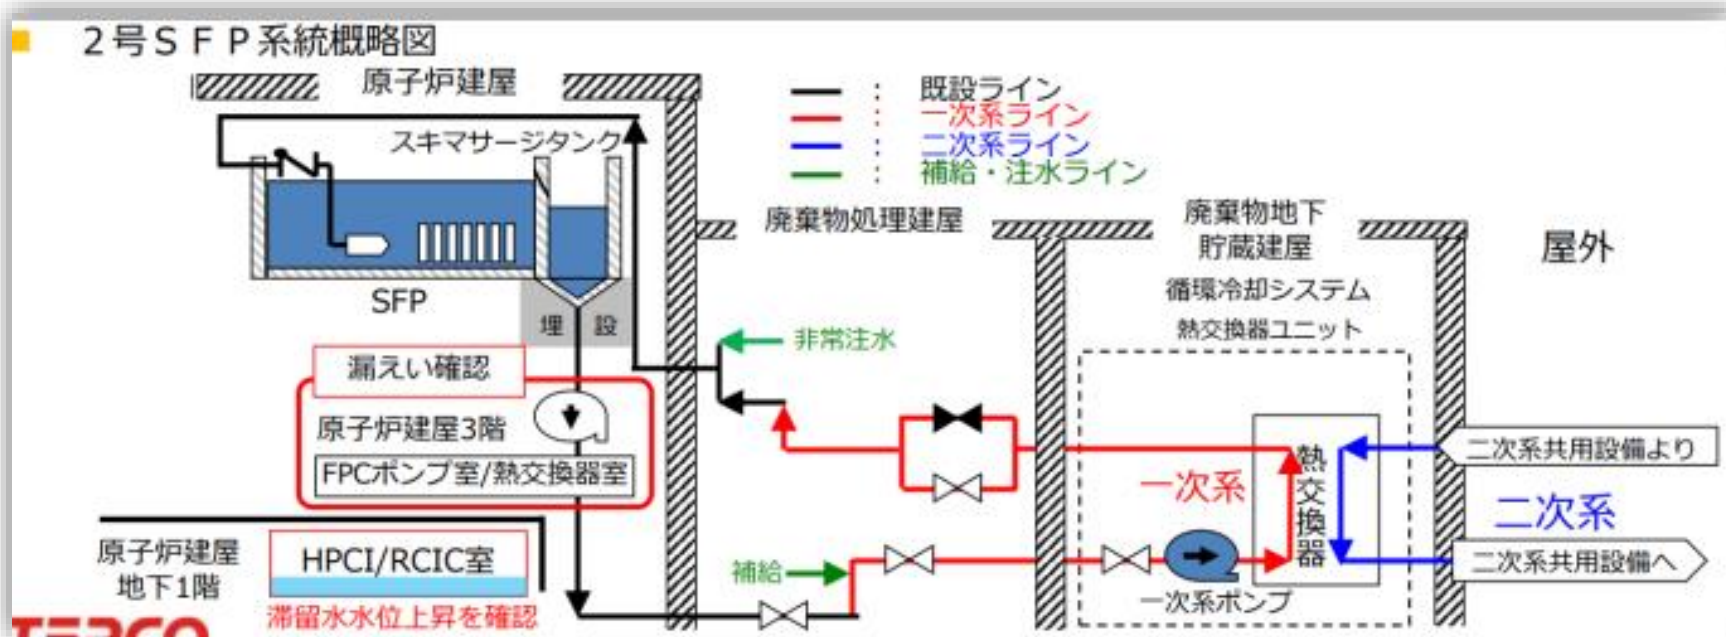 ２号ＳＦＰ系統概略図
原子炉建屋
スキマサージタンク
既設ライン
一次系ライン
二次系ライン
補給・注水ライン
廃棄物処理建屋
廃棄物地下
貯蔵建屋
屋外
循環冷却システム
熱交換器ユニット
SFP
埋設
非常注水
漏えい確認
原子炉建屋3階
FPCポンプ室/熱交換器室
熱交換器
一次系
二次系共用設備より
二次系
二次系共用設備へ
原子炉建屋
地下1階
HPCI/RCIC室
滞留水水位上昇を確認
補給
一次系ポンプ
TEPCO